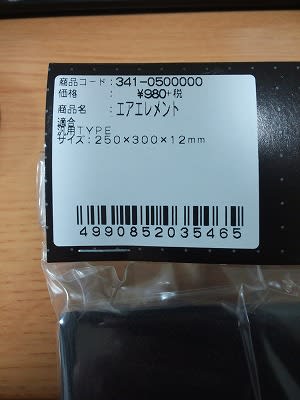 商品コード：341-0500000
価格　　：　¥980+税
商品名　：エアエレメント
適合
汎用TYPE
サイズ：250×300×12mm
4990852035465